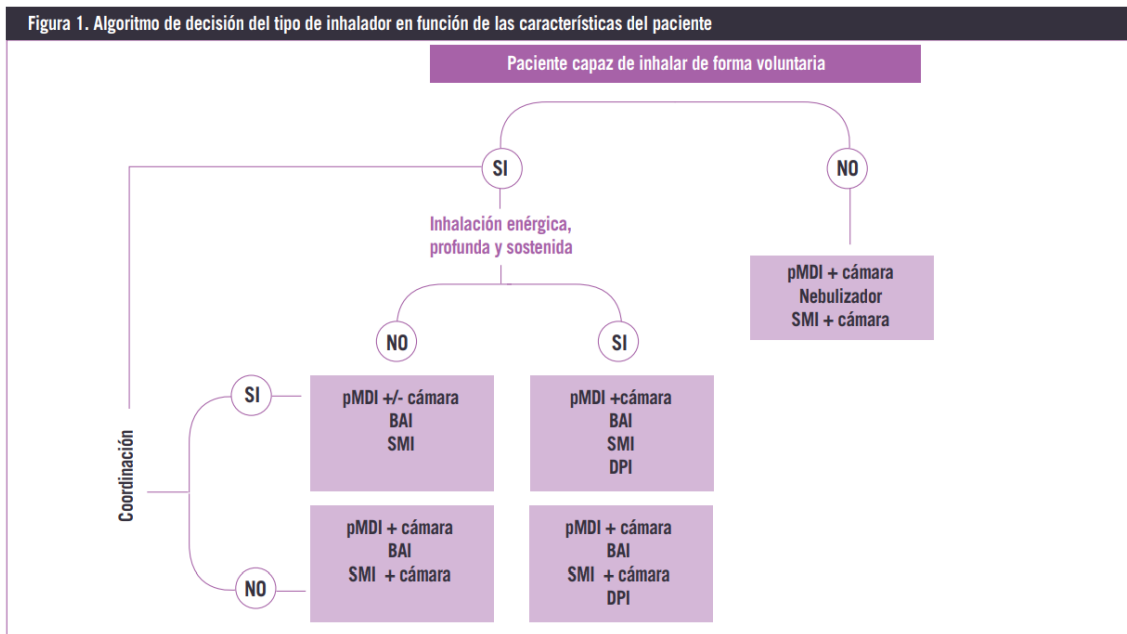 Figura 1. Algoritmo de decisión del tipo de inhalador en función de las características del paciente
Paciente capaz de inhalar de forma voluntaria
SI
NO
Inhalación enérgica,
profunda y sostenida
pMDI + cámara
Nebulizador
SMI + cámara
NO
SI
Coordinación
SI
pMDI +/- cámara
BAI
SMI
pMDI +cámara
BAI
SMI
DPI
NO
pMDI + cámara
BAI
SMI + cámara
pMDI + cámara
BAI
SMI + cámara
DPI